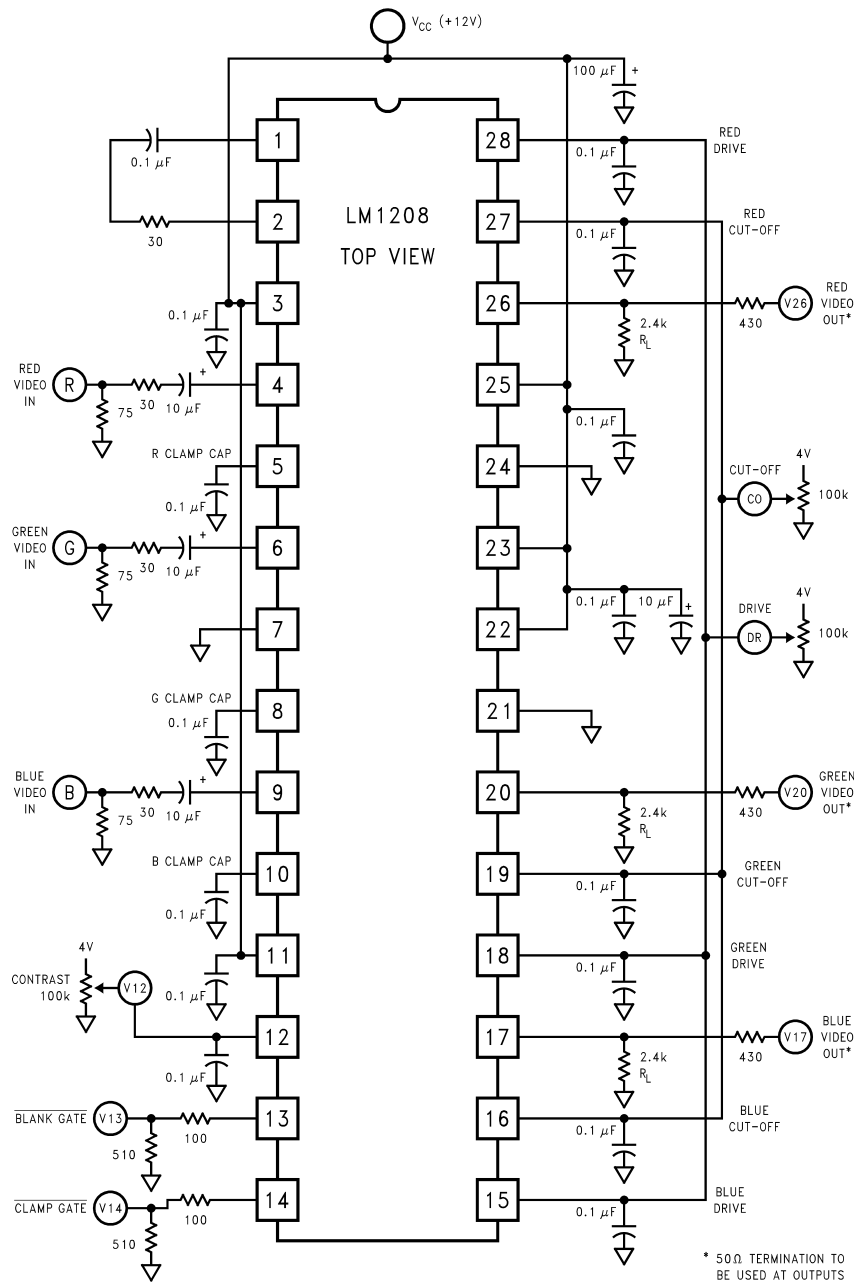 V_CC (+12V)
100 μF +
1
0.1 μF
28
0.1 μF
RED
DRIVE
2
30
LM1208
TOP VIEW
27
0.1 μF
RED
CUT-OFF
3
0.1 μF
26
2.4k
R_L
430
V26
RED
VIDEO
OUT*
RED
VIDEO
IN
R
75
30
10 μF
+
4
25
0.1 μF
R CLAMP CAP
0.1 μF
5
24
CUT-OFF
CO
4V
100k
GREEN
VIDEO
IN
G
75
30
10 μF
+
6
23
0.1 μF
10 μF
+
7
22
DRIVE
DR
4V
100k
G CLAMP CAP
0.1 μF
8
21
BLUE
VIDEO
IN
B
75
30
10 μF
+
9
20
2.4k
R_L
430
V20
GREEN
VIDEO
OUT*
B CLAMP CAP
0.1 μF
10
19
0.1 μF
GREEN
CUT-OFF
11
0.1 μF
18
0.1 μF
GREEN
DRIVE
4V
CONTRAST
100k
V12
12
0.1 μF
17
2.4k
R_L
430
V17
BLUE
VIDEO
OUT*
BLANK GATE
V13
510
100
13
16
0.1 μF
BLUE
CUT-OFF
CLAMP GATE
V14
510
100
14
15
0.1 μF
BLUE
DRIVE
* 50Ω TERMINATION TO
BE USED AT OUTPUTS